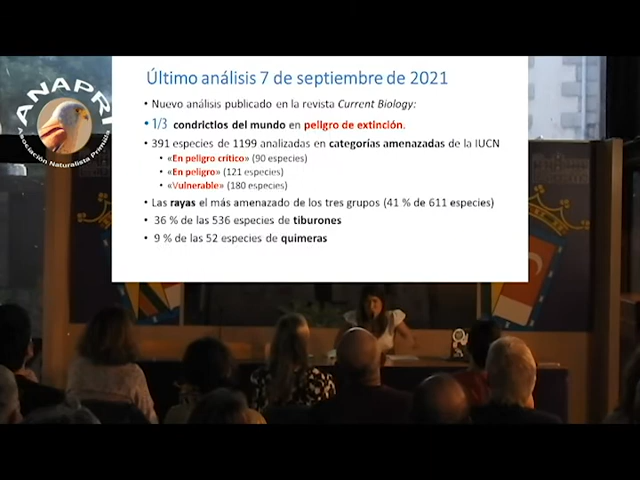 Último análisis 7 de septiembre de 2021
• Nuevo análisis publicado en la revista Current Biology:
• 1/3 condrictios del mundo en peligro de extinción.
• 391 especies de 1199 analizadas en categorías amenazadas de la IUCN
• «En peligro crítico» (90 especies)
• «En peligro» (121 especies)
• «Vulnerable» (180 especies)
• Las rayas el más amenazado de los tres grupos (41 % de 611 especies)
• 36 % de las 536 especies de tiburones
• 9 % de las 52 especies de quimeras
ANAPRI
Asociación Naturalista Primilla